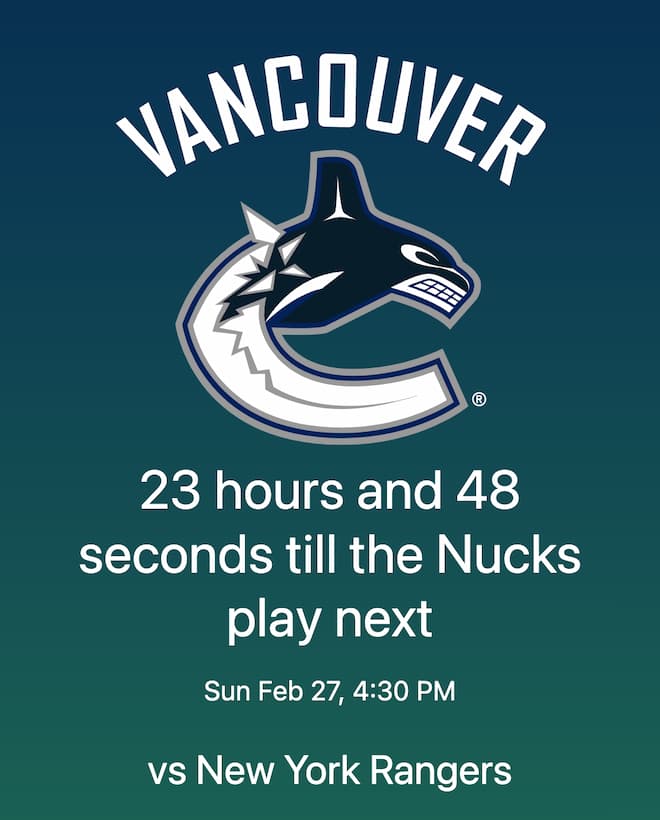 VANCOUVER
®
23 hours and 48
seconds till the Nucks
play next
Sun Feb 27, 4:30 PM
vs New York Rangers